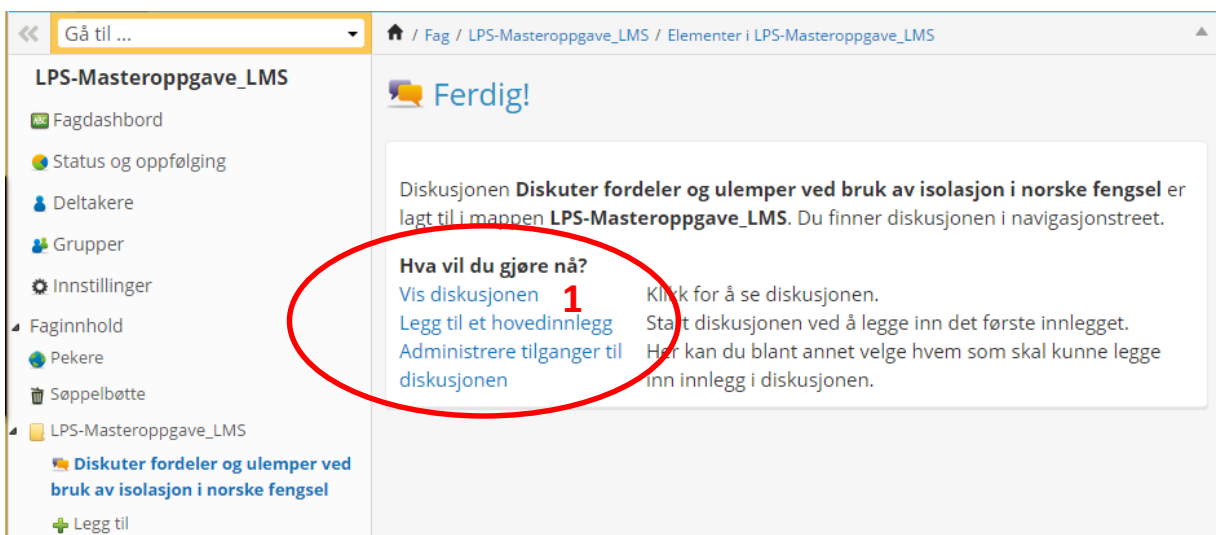 Gå til ...
LPS-Masteroppgave_LMS
Fagdashbord
Status og oppfølging
Deltakere
Grupper
Innstillinger
Faginnhold
Pekere
Søppelbøtte
LPS-Masteroppgave_LMS
Diskuter fordeler og ulemper ved
bruk av isolasjon i norske fengsel
Legg til
/ Fag / LPS-Masteroppgave_LMS / Elementer i LPS-Masteroppgave_LMS
Ferdig!
Diskusjonen Diskuter fordeler og ulemper ved bruk av isolasjon i norske fengsel er
lagt til i mappen LPS-Masteroppgave_LMS. Du finner diskusjonen i navigasjonstreet.
Hva vil du gjøre nå?
Vis diskusjonen 1 Klikk for å se diskusjonen.
Legg til et hovedinnlegg Start diskusjonen ved å legge inn det første innlegget.
Administrere tilganger til Her kan du blant annet velge hvem som skal kunne legge
diskusjonen inn innlegg i diskusjonen.